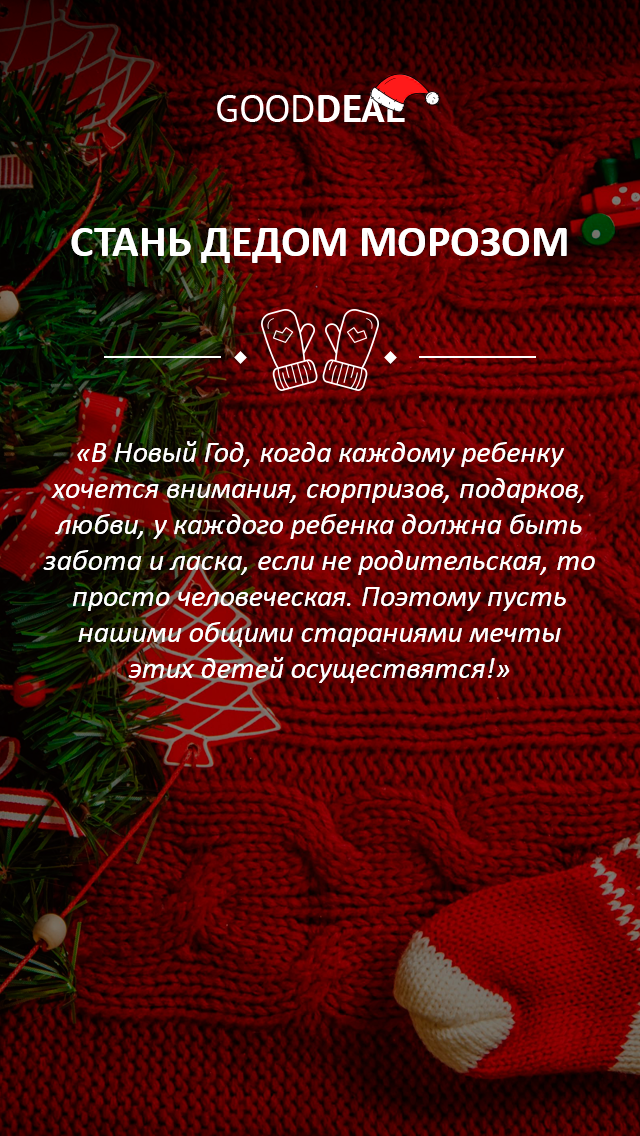 GOODDEAL
СТАНЬ ДЕДОМ МОРОЗОМ
«В Новый Год, когда каждому ребенку
хочется внимания, сюрпризов, подарков,
любви, у каждого ребенка должна быть
забота и ласка, если не родительская, то
просто человеческая. Поэтому пусть
нашими общими стараниями мечты
этих детей осуществятся!»